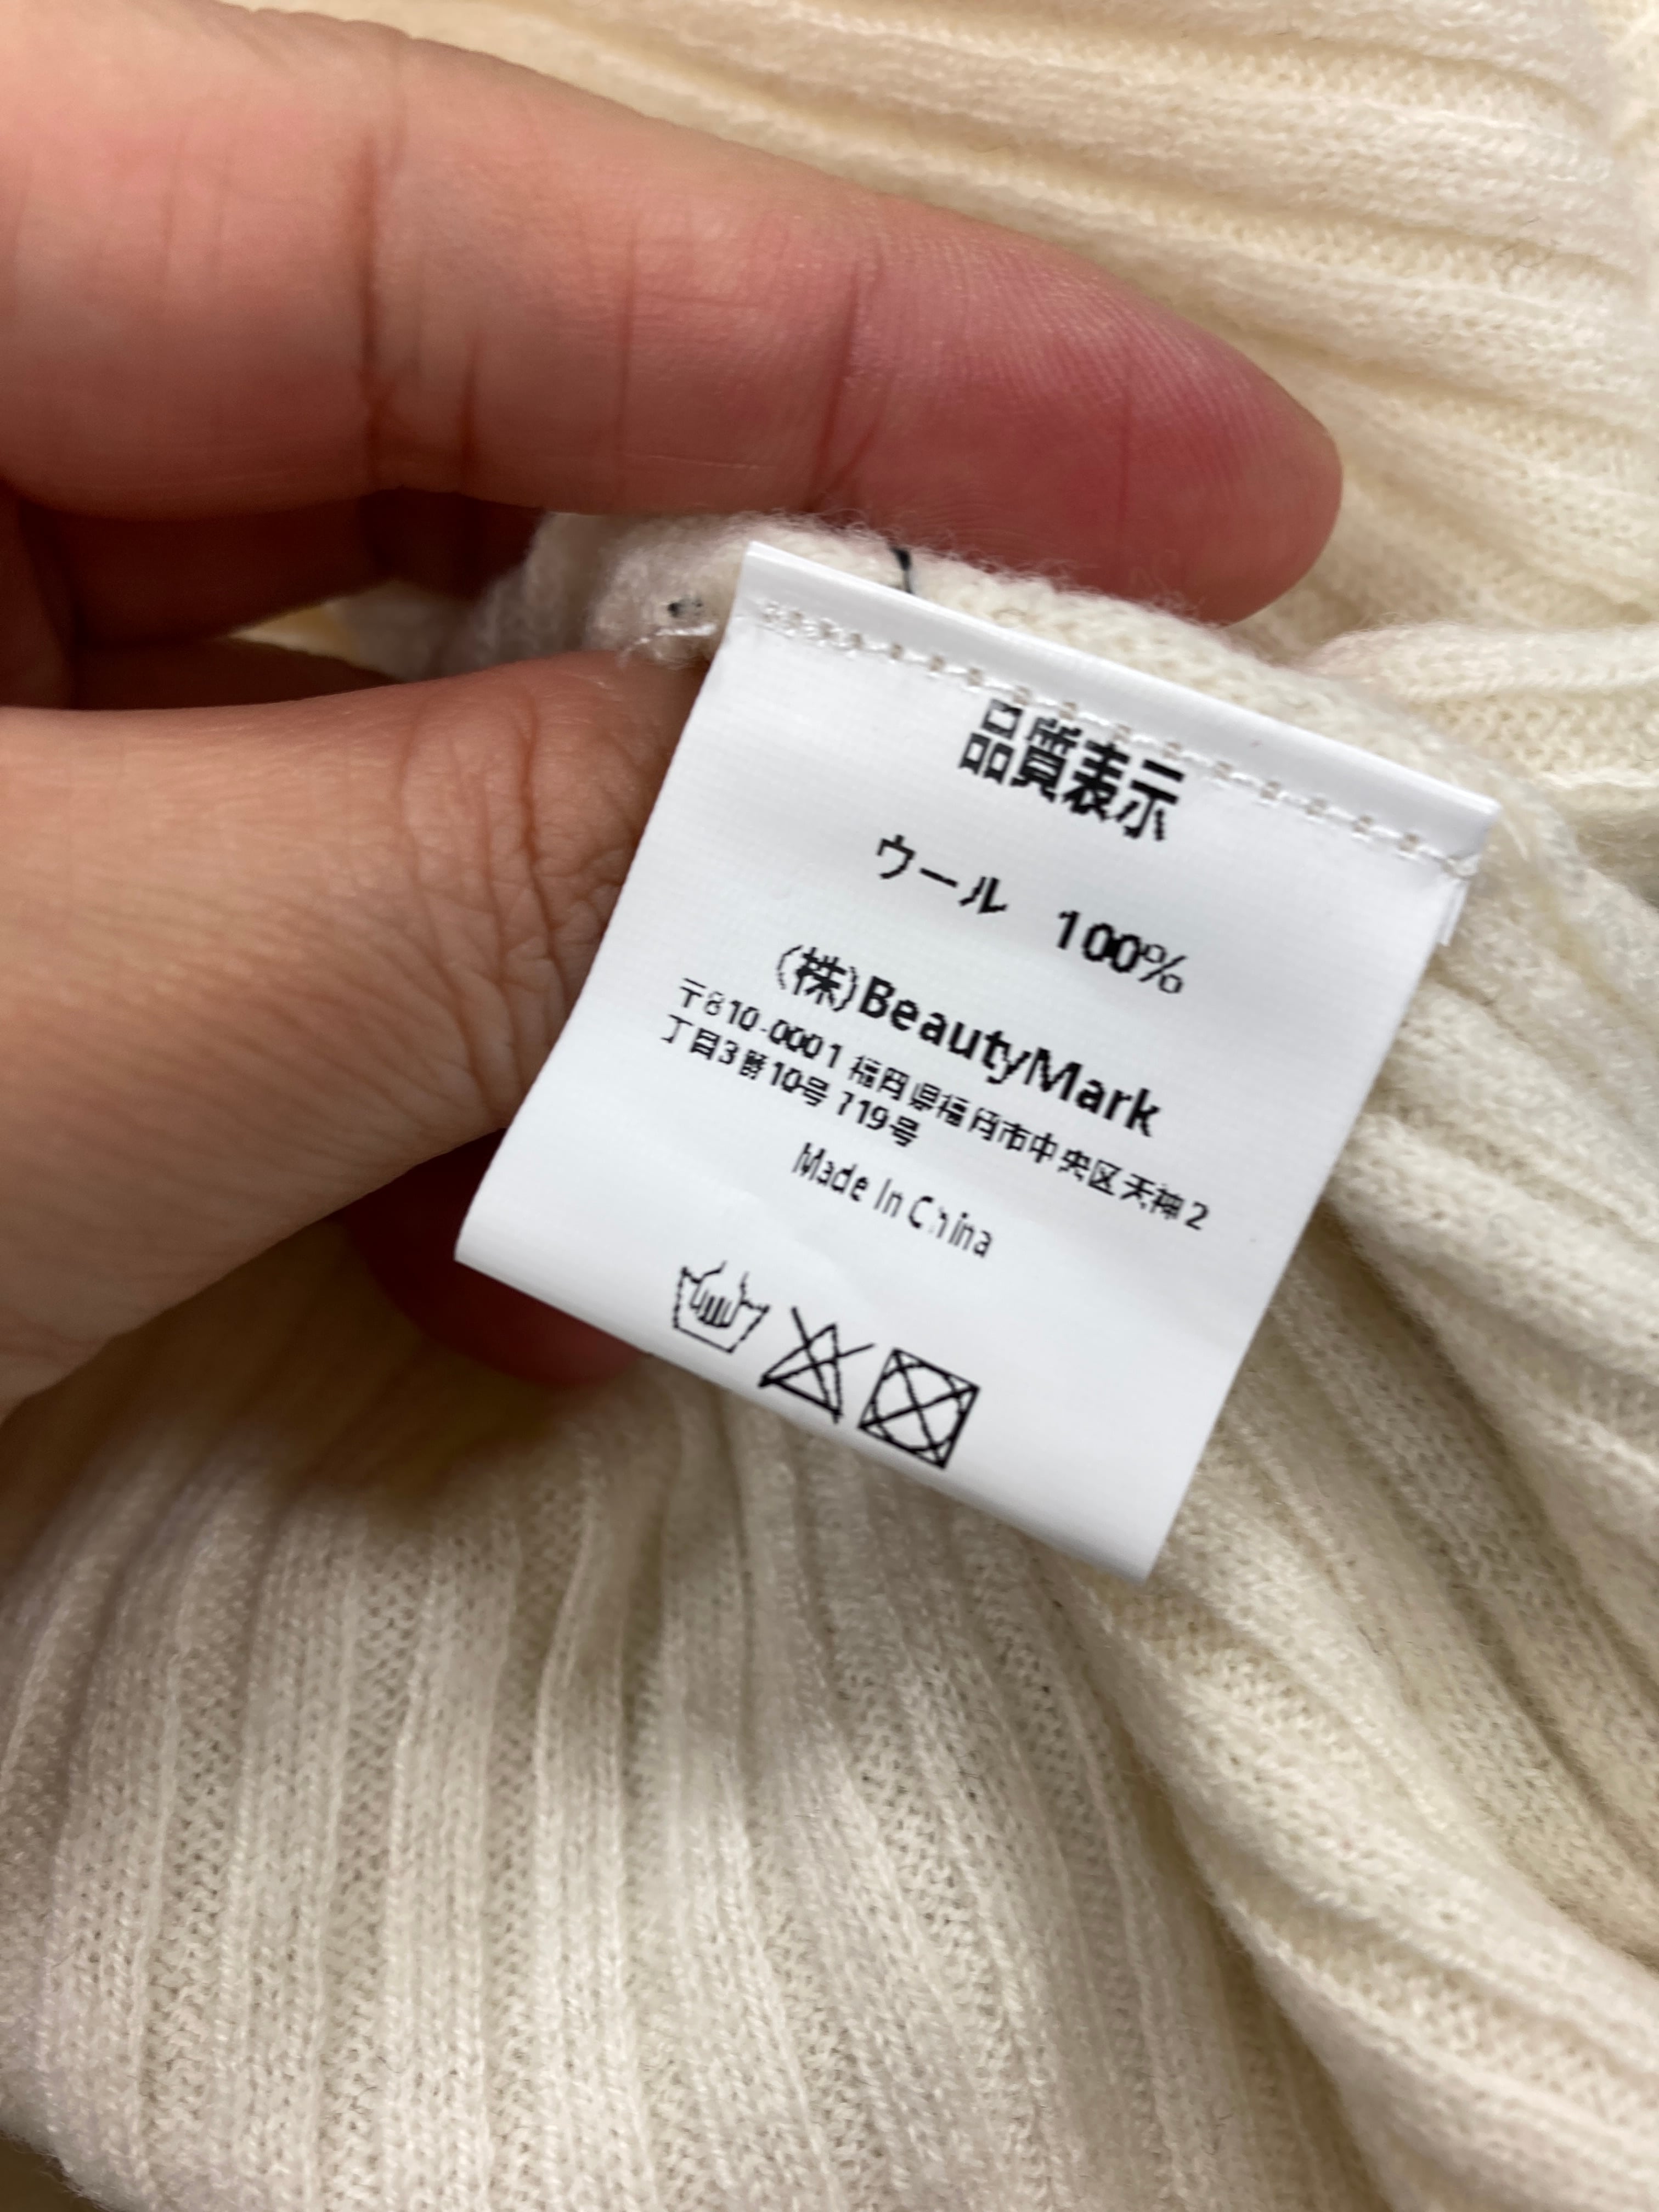 品質表示
ウール 100%
(株)BeautyMark
〒810-0001 福岡県福岡市中央区天神2
丁目3番10号 719号
Made In China